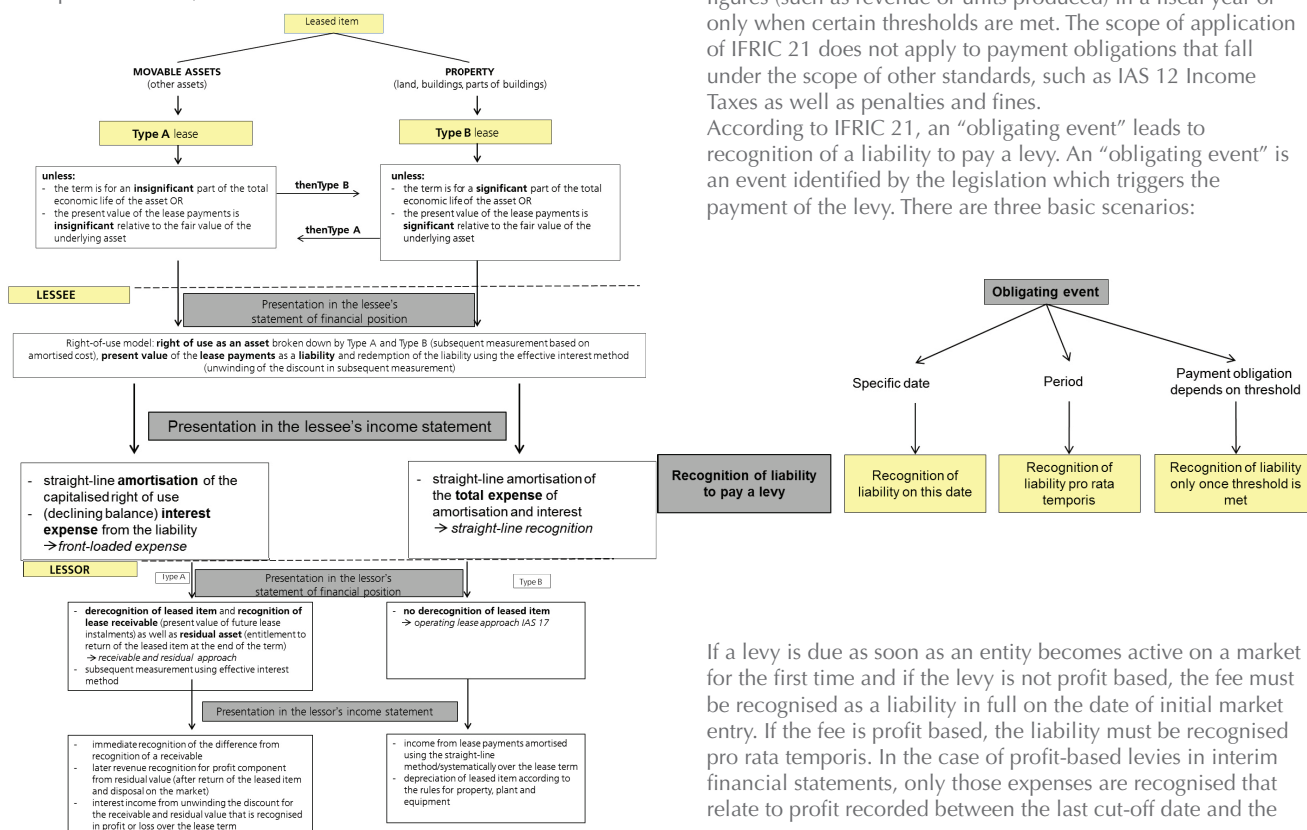 Leased item
MOVABLE ASSETS
(other assets)
PROPERTY
(land, buildings, parts of buildings)
Type A lease
Type B lease
unless:
- the term is for an insignificant part of the total
economic life of the asset OR
- the present value of the lease payments is
insignificant relative to the fair value of the
underlying asset
thenType B
thenType A
unless:
- the term is for a significant part of the total
economic life of the asset OR
- the present value of the lease payments is
significant relative to the fair value of the
underlying asset
LESSEE
Presentation in the lessee's
statement of financial position
Right-of-use model: right of use as an asset broken down by Type A and Type B (subsequent measurement based on
amortised cost), present value of the lease payments as a liability and redemption of the liability using the effective interest method
(unwinding of the discount in subsequent measurement)
Presentation in the lessee's income statement
- straight-line amortisation of the
capitalised right of use
- (declining balance) interest
expense from the liability
→ front-loaded expense
- straight-line amortisation of
the total expense of
amortisation and interest
→ straight-line recognition
LESSOR
Type A
Presentation in the lessor's
statement of financial position
Type B
- derecognition of leased item and recognition of
lease receivable (present value of future lease
instalments) as well as residual asset (entitlement to
return of the leased item at the end of the term)
→ receivable and residual approach
- subsequent measurement using effective interest
method
- no derecognition of leased item
→ operating lease approach IAS 17
Presentation in the lessor's income statement
- immediate recognition of the difference from
recognition of a receivable
- later revenue recognition for profit component
from residual value (after return of the leased item
and disposal on the market)
- interest income from unwinding the discount for
the receivable and residual value that is recognised
in profit or loss over the lease term
- income from lease payments amortised
using the straight-line
method/systematically over the lease term
- depreciation of leased item according to
the rules for property, plant and
equipment
figures (such as revenue or units produced) in a fiscal year or
only when certain thresholds are met. The scope of application
of IFRIC 21 does not apply to payment obligations that fall
under the scope of other standards, such as IAS 12 Income
Taxes as well as penalties and fines.
According to IFRIC 21, an “obligating event” leads to
recognition of a liability to pay a levy. An “obligating event” is
an event identified by the legislation which triggers the
payment of the levy. There are three basic scenarios:
Obligating event
Specific date
Period
Payment obligation
depends on threshold
Recognition of liability
to pay a levy
Recognition of
liability on this date
Recognition of
liability pro rata
temporis
Recognition of liability
only once threshold is
met
If a levy is due as soon as an entity becomes active on a market
for the first time and if the levy is not profit based, the fee must
be recognised as a liability in full on the date of initial market
entry. If the fee is profit based, the liability must be recognised
pro rata temporis. In the case of profit-based levies in interim
financial statements, only those expenses are recognised that
relate to profit recorded between the last cut-off date and the